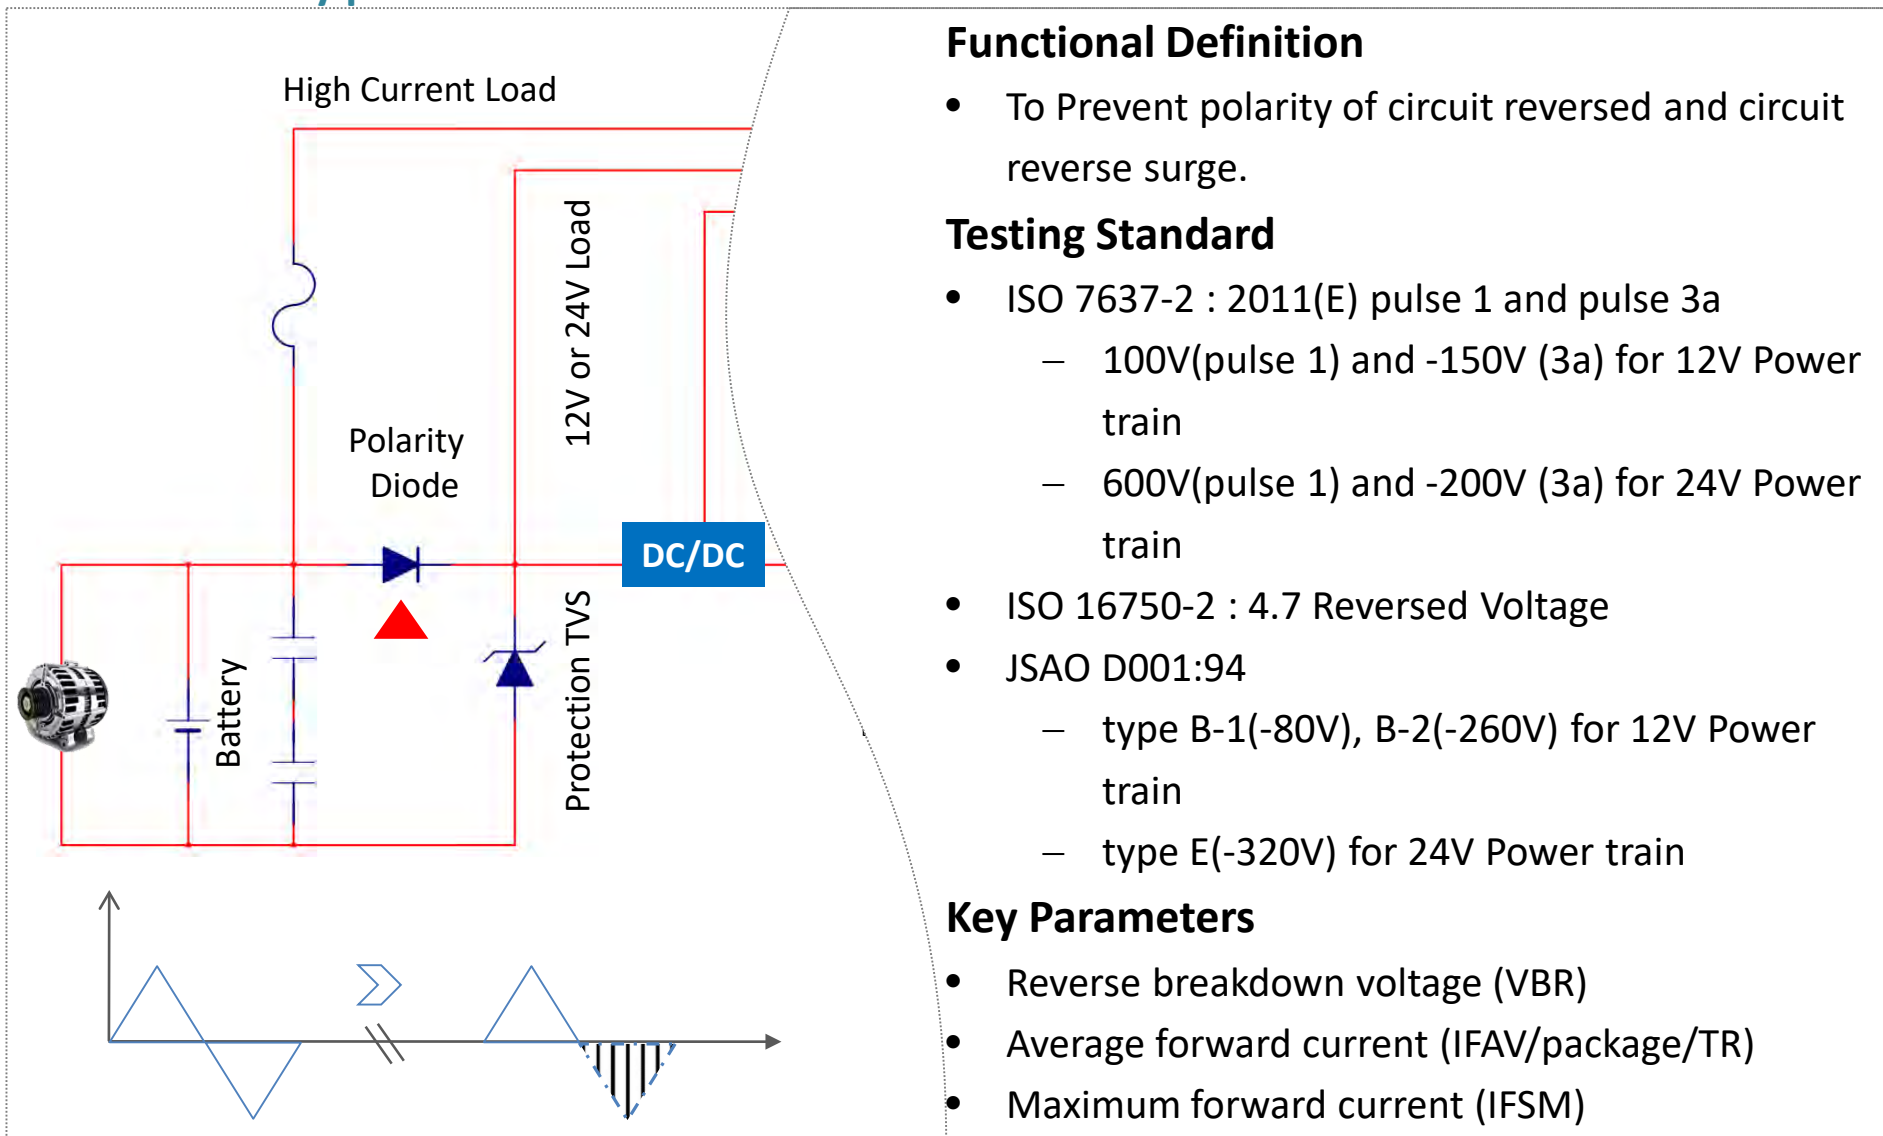 High Current Load
12V or 24V Load
Polarity
Diode
DC/DC
Protection TVS
Battery
Functional Definition
• To Prevent polarity of circuit reversed and circuit
reverse surge.
Testing Standard
• ISO 7637-2 : 2011(E) pulse 1 and pulse 3a
– 100V(pulse 1) and -150V (3a) for 12V Power
train
– 600V(pulse 1) and -200V (3a) for 24V Power
train
• ISO 16750-2 : 4.7 Reversed Voltage
• JSAO D001:94
– type B-1(-80V), B-2(-260V) for 12V Power
train
– type E(-320V) for 24V Power train
Key Parameters
• Reverse breakdown voltage (VBR)
• Average forward current (IFAV/package/TR)
• Maximum forward current (IFSM)